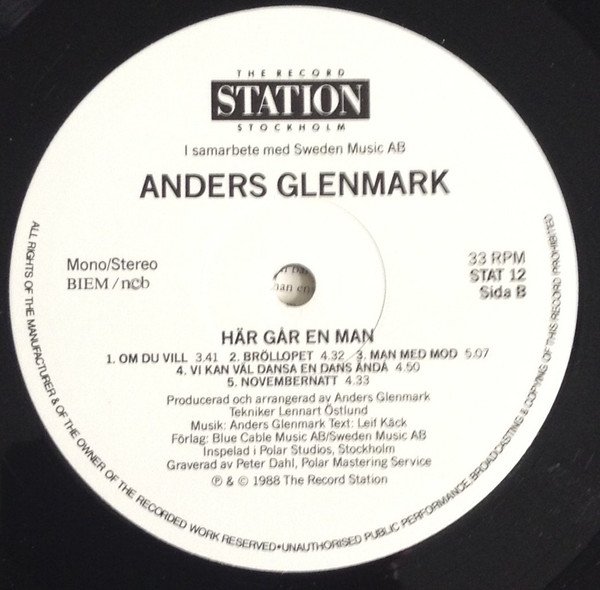 THE RECORD
STATION
STOCKHOLM
I samarbete med Sweden Music AB
ANDERS GLENMARK
Mono/Stereo
BIEM/ncb
33 RPM
STAT 12
Sida B
HÄR GÅR EN MAN
1. OM DU VILL 3.41 2. BRÖLLOPET 4.32 3. MAN MED MOD 5.07
4. VI KAN VÄL DANSA EN DANS ÄNDÅ 4.50
5. NOVEMBERNATT 4.33
Producerad och arrangerad av Anders Glenmark
Tekniker Lennart Östlund
Musik: Anders Glenmark Text: Leif Käck
Förlag: Blue Cable Music AB/Sweden Music AB
Inspelad i Polar Studios, Stockholm
Graverad av Peter Dahl, Polar Mastering Service
℗ & © 1988 The Record Station
ALL RIGHTS OF THE MANUFACTURER & OF THE OWNER OF THE RECORDED WORK RESERVED•UNAUTHORISED PUBLIC PERFORMANCE, BROADCASTING & COPYING OF THIS RECORD PROHIBITED